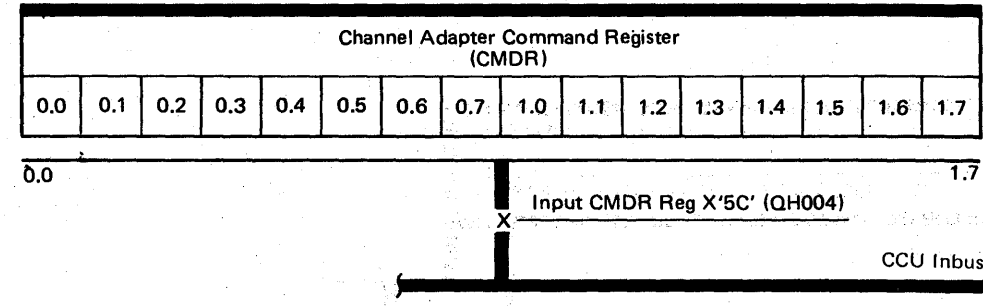 Channel Adapter Command Register
(CMDR)
0.0 0.1 0.2 0.3 0.4 0.5 0.6 0.7 1.0 1.1 1.2 1.3 1.4 1.5 1.6 1.7
0.0 1.7
Input CMDR Reg X'5C' (QH004)
X
CCU Inbus